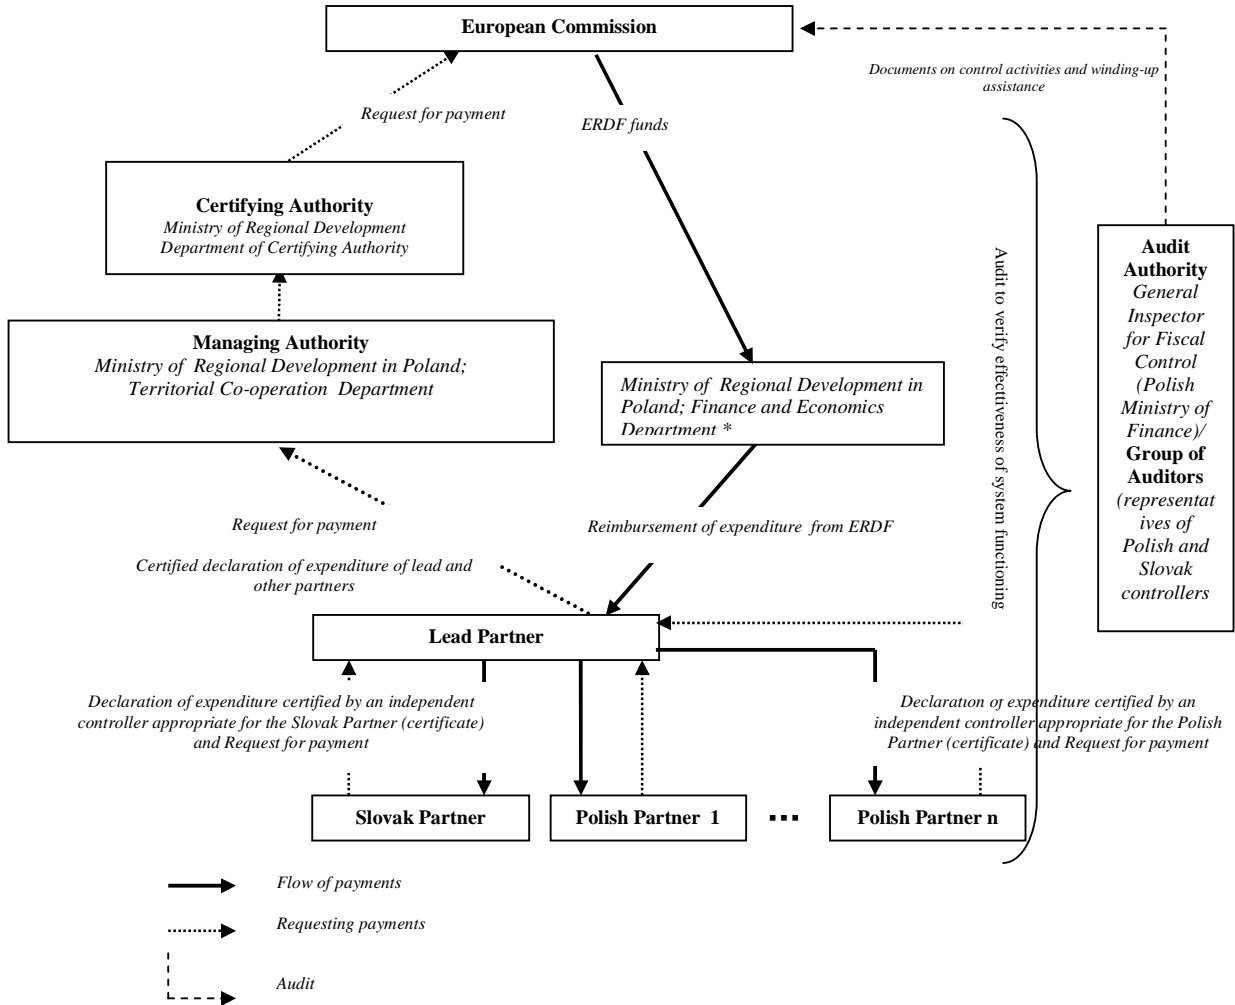 European Commission
Documents on control activities and winding-up
assistance
Request for payment
ERDF funds
Certifying Authority
Ministry of Regional Development
Department of Certifying Authority
Managing Authority
Ministry of Regional Development in Poland;
Territorial Co-operation Department
Ministry of Regional Development in
Poland; Finance and Economics
Department *
Audit to verify effecttiveness of system functioning
Audit
Authority
General
Inspector
for Fiscal
Control
(Polish
Ministry of
Finance)/
Group of
Auditors
(representat
ives of
Polish and
Slovak
controllers
Request for payment
Reimbursement of expenditure from ERDF
Certified declaration of expenditure of lead and
other partners
Lead Partner
Declaration of expenditure certified by an independent
controller appropriate for the Slovak Partner (certificate)
and Request for payment
Declaration of expenditure certified by an
independent controller appropriate for the Polish
Partner (certificate) and Request for payment
Slovak Partner
Polish Partner 1
...
Polish Partner n
Flow of payments
Requesting payments
Audit